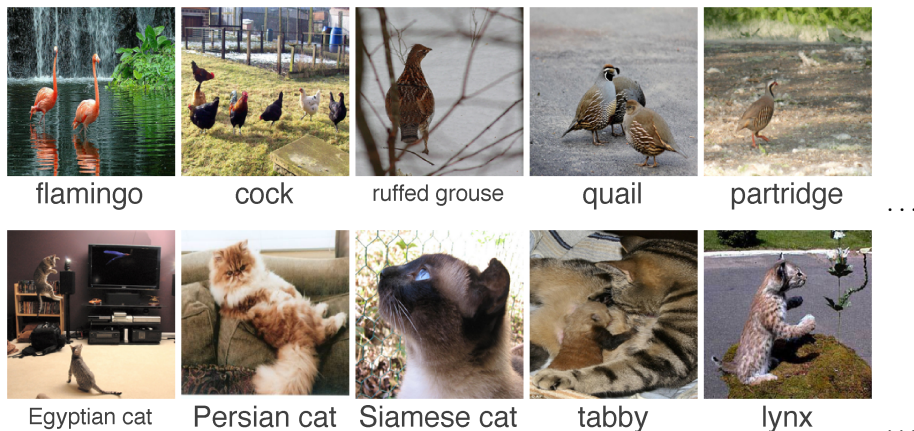 flamingo cock ruffed grouse quail partridge ...
Egyptian cat Persian cat Siamese cat tabby lynx ...